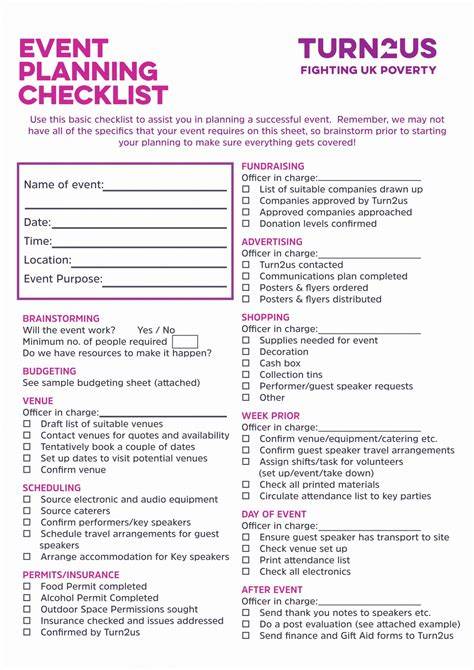 EVENT
PLANNING
CHECKLIST
TURN2US
FIGHTING UK POVERTY
Use this basic checklist to assist you in planning a successful event. Remember, we may not
have all of the specifics that your event requires on this sheet, so brainstorm prior to starting
your planning to make sure everything gets covered!
Name of event:
Date:
Time:
Location:
Event Purpose:
BRAINSTORMING
Will the event work? Yes / No
Minimum no. of people required
Do we have resources to make it happen?
BUDGETING
See sample budgeting sheet (attached)
VENUE
Officer in charge:
Draft list of suitable venues
Contact venues for quotes and availability
Tentatively book a couple of dates
Set up dates to visit potential venues
Confirm venue
SCHEDULING
Source electronic and audio equipment
Source caterers
Confirm performers/key speakers
Schedule travel arrangements for guest
speakers
Arrange accommodation for Key speakers
PERMITS/INSURANCE
Food Permit completed
Alcohol Permit Completed
Outdoor Space Permissions sought
Insurance checked and issues addressed
Confirmed by Turn2us
FUNDRAISING
Officer in charge:
List of suitable companies drawn up
Companies approved by Turn2us
Approved companies approached
Donation levels confirmed
ADVERTISING
Officer in charge:
Turn2us contacted
Communications plan completed
Posters & flyers ordered
Posters & flyers distributed
SHOPPING
Officer in charge:
Supplies needed for event
Decoration
Cash box
Collection tins
Performer/guest speaker requests
Other
WEEK PRIOR
Officer in charge:
Confirm venue/equipment/catering etc.
Confirm guest speaker travel arrangements
Assign shifts/task for volunteers
(set up/event/take down)
Check all printed materials
Circulate attendance list to key parties
DAY OF EVENT
Officer in charge:
Ensure guest speaker has transport to site
Check venue set up
Print attendance list
Check all electronics
AFTER EVENT
Officer in charge:
Send thank you notes to speakers etc.
Do a post evaluation (see example attached)
Send finance and Gift Aid forms to Turn2us